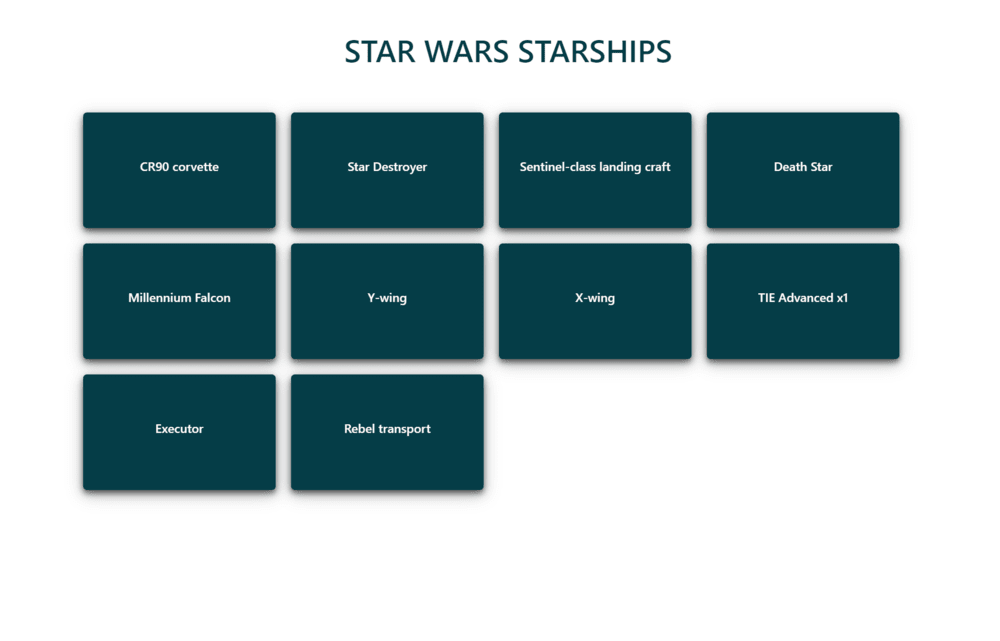 STAR WARS STARSHIPS
CR90 corvette
Star Destroyer
Sentinel-class landing craft
Death Star
Millennium Falcon
Y-wing
X-wing
TIE Advanced x1
Executor
Rebel transport